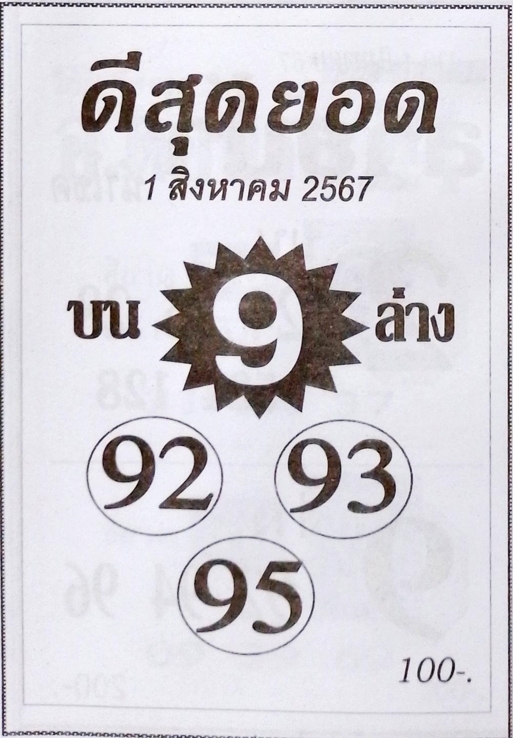 ดีสุดยอด
1 สิงหาคม 2567
บน 9 ล่าง
92 93
95
100-.